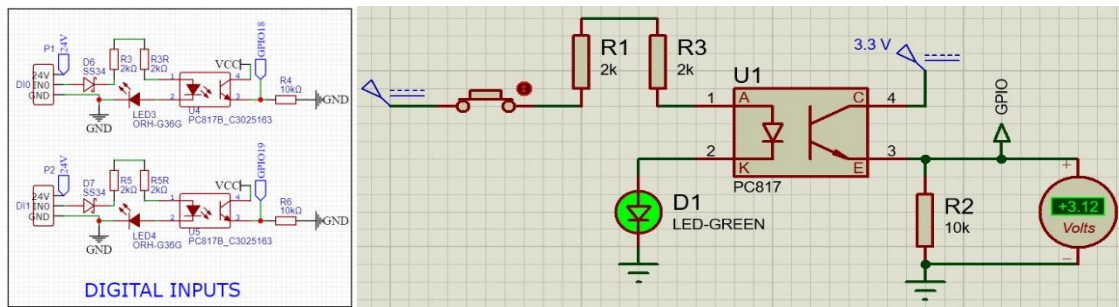 P1
24V
24V
DI0
IN0
GND
D6
SS34
R3
2kΩ
R3R
2kΩ
VCC
GPIO18
1
2
4
3
R4
10kΩ
GND
GND
LED3
ORH-G36G
U4
PC817B_C3025163
P2
24V
24V
DI1
IN0
GND
D7
SS34
R5
2kΩ
R5R
2kΩ
VCC
GPIO19
1
2
4
3
R6
10kΩ
GND
GND
LED4
ORH-G36G
U5
PC817B_C3025163
DIGITAL INPUTS
R1
2k
R3
2k
U1
3.3 V
1
A
C
4
GPIO
2
K
E
3
PC817
D1
LED-GREEN
R2
10k
+
+3.12
Volts